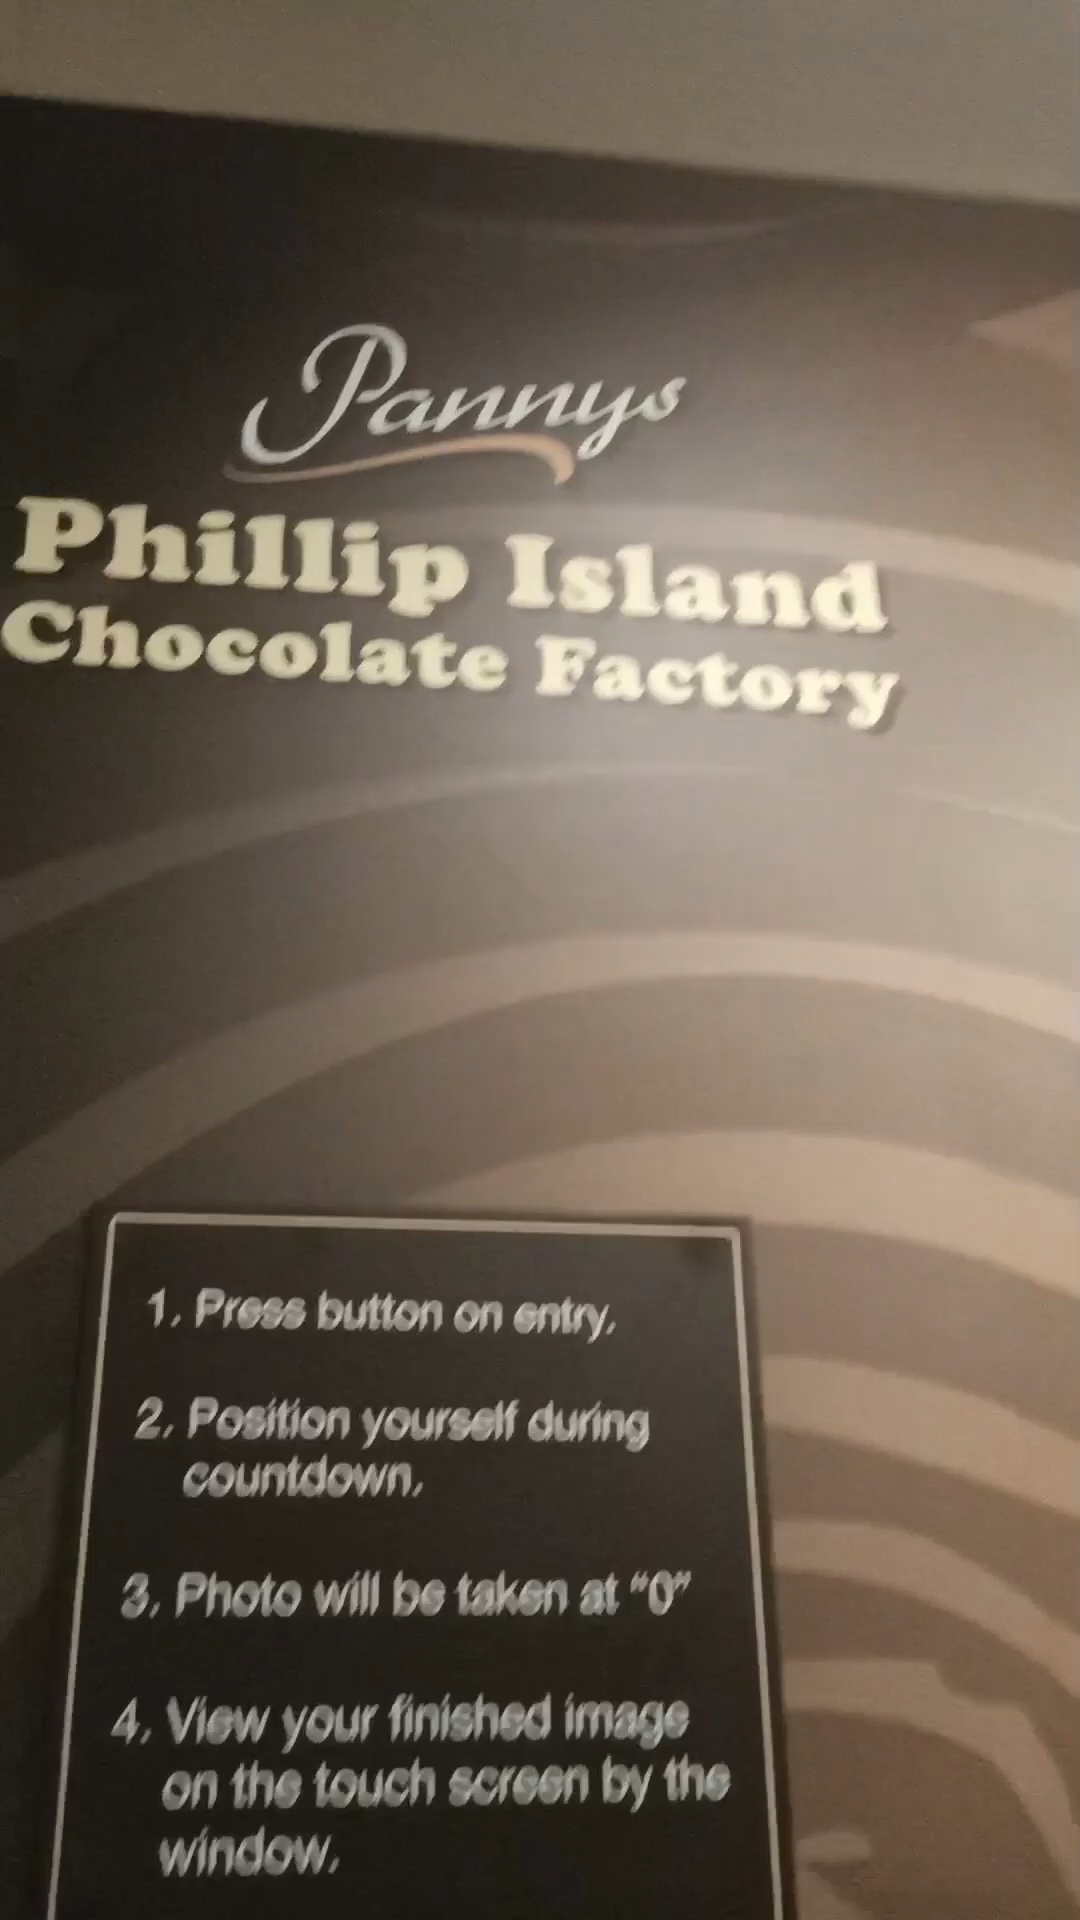 Pannys
Phillip Island
Chocolate Factory
1. Press button on entry.
2. Position yourself during
countdown.
3. Photo will be taken at "0"
4. View your finished image
on the touch screen by the
window.